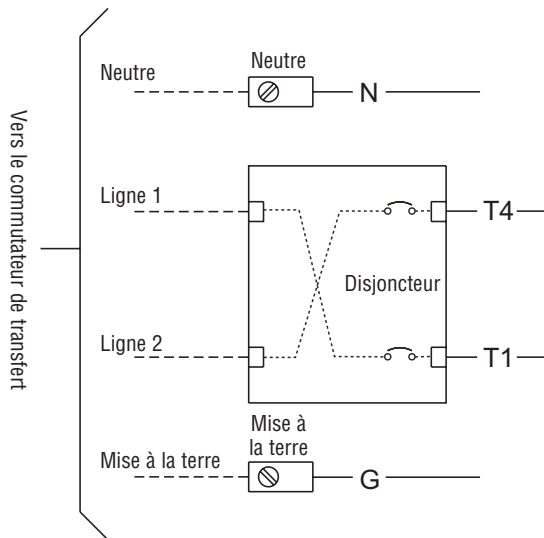 Vers le commutateur de transfert
Neutre
Neutre
N
Ligne 1
T4
Disjoncteur
Ligne 2
T1
Mise à
la terre
Mise à la terre
G